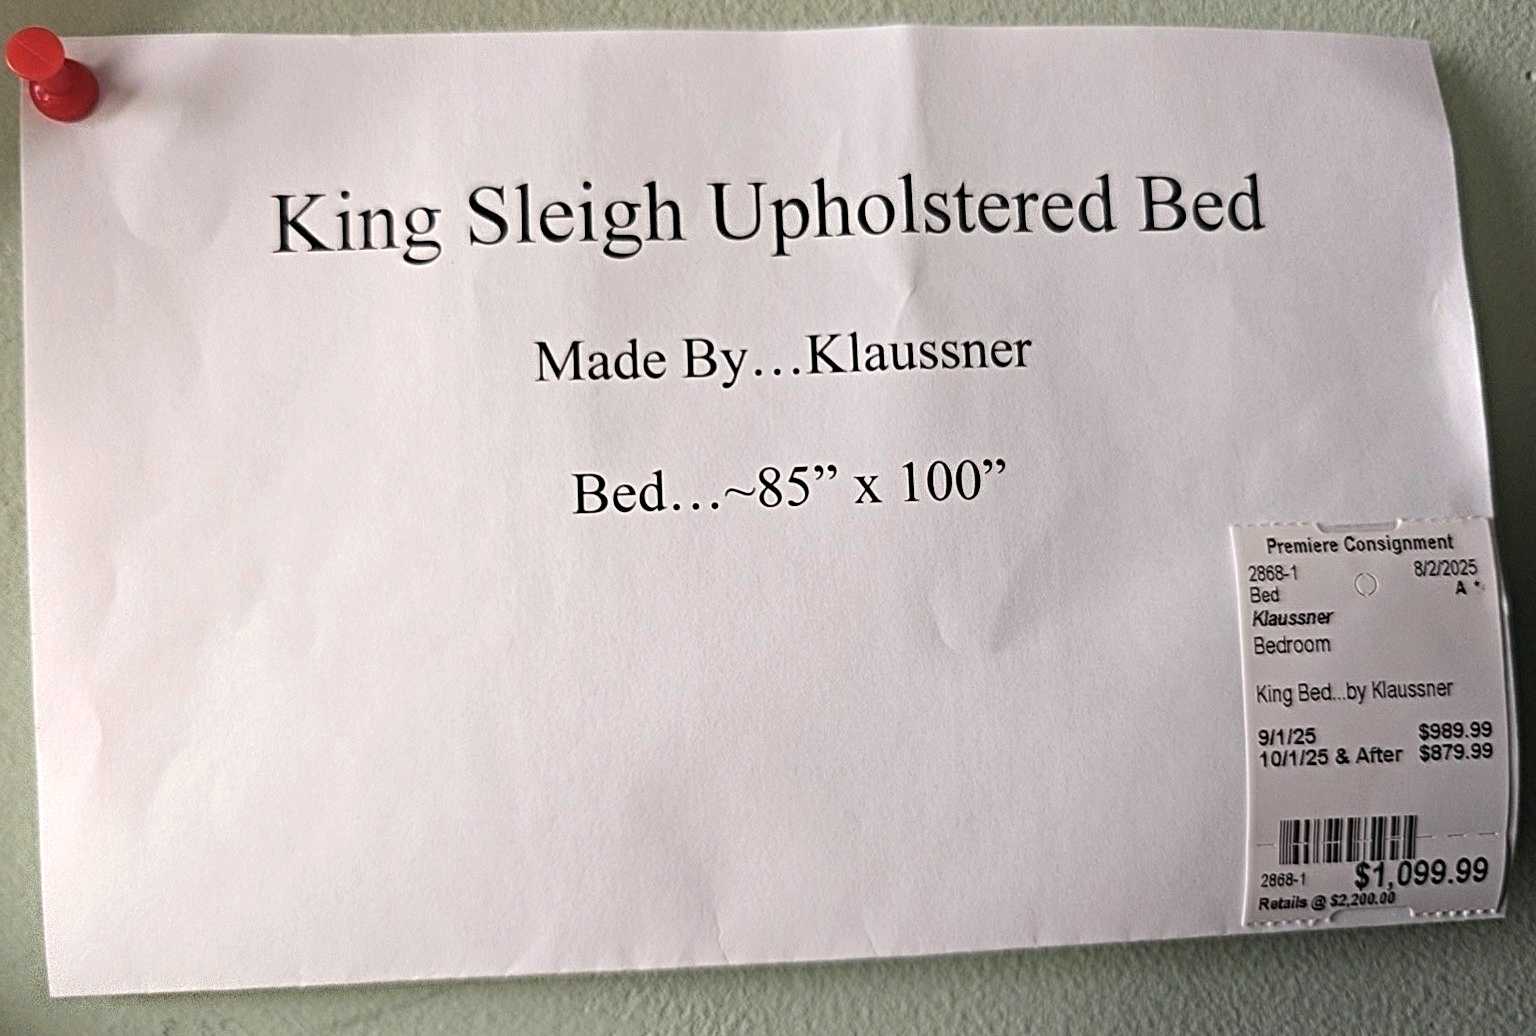 King Sleigh Upholstered Bed
Made By…Klaussner
Bed…~85” x 100”
Premiere Consignment
2868-1 8/2/2025
Bed A *
Klaussner
Bedroom
King Bed...by Klaussner
9/1/25 $989.99
10/1/25 & After $879.99
2868-1 $1,099.99
Retails @ $2,200.00